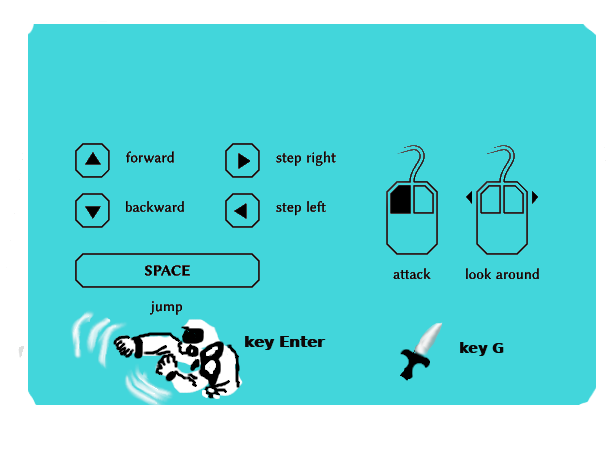 forward
step right
backward
step left
SPACE
attack
look around
jump
key Enter
key G